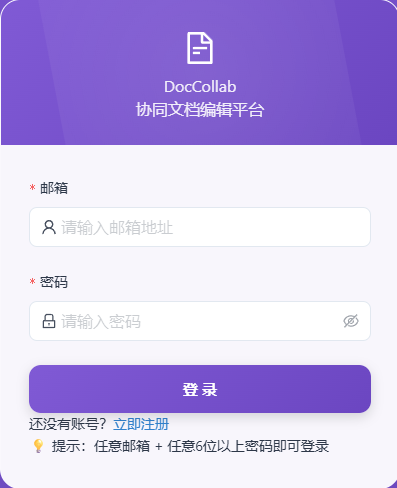 DocCollab
协同文档编辑平台
* 邮箱
请输入邮箱地址
* 密码
请输入密码
登 录
还没有账号？立即注册
💡 提示：任意邮箱 + 任意6位以上密码即可登录